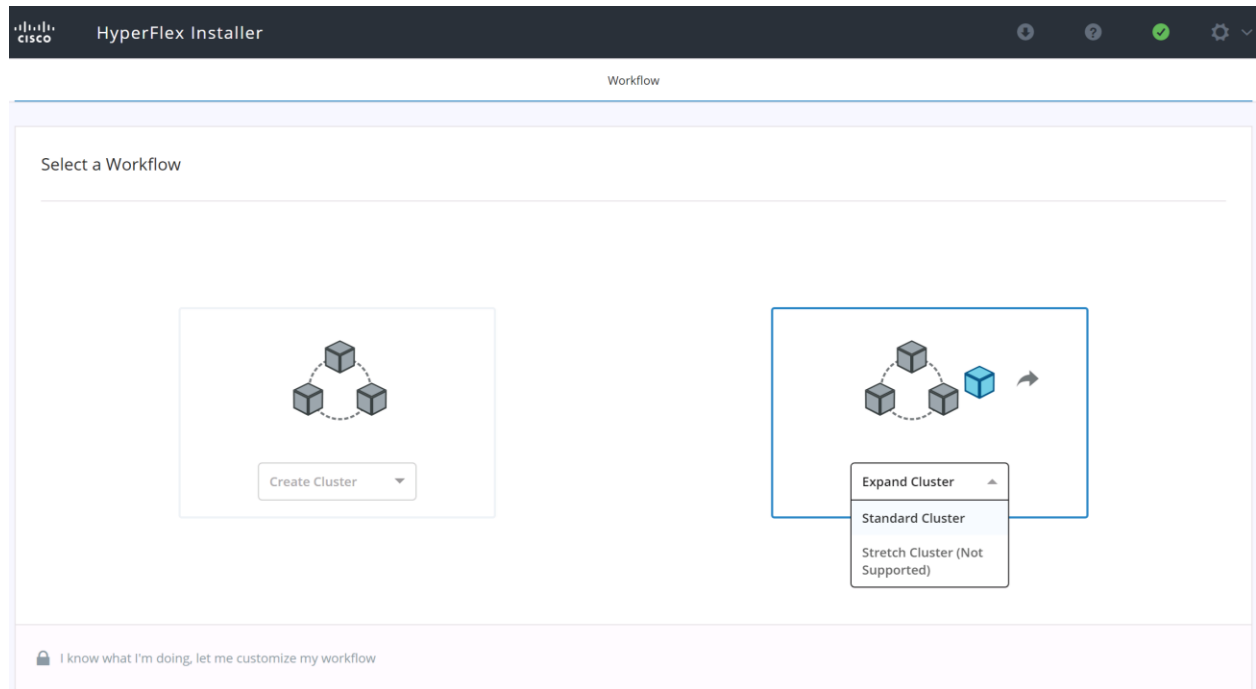 cisco
HyperFlex Installer
Workflow
Select a Workflow
Create Cluster
Expand Cluster
Standard Cluster
Stretch Cluster (Not
Supported)
I know what I'm doing, let me customize my workflow